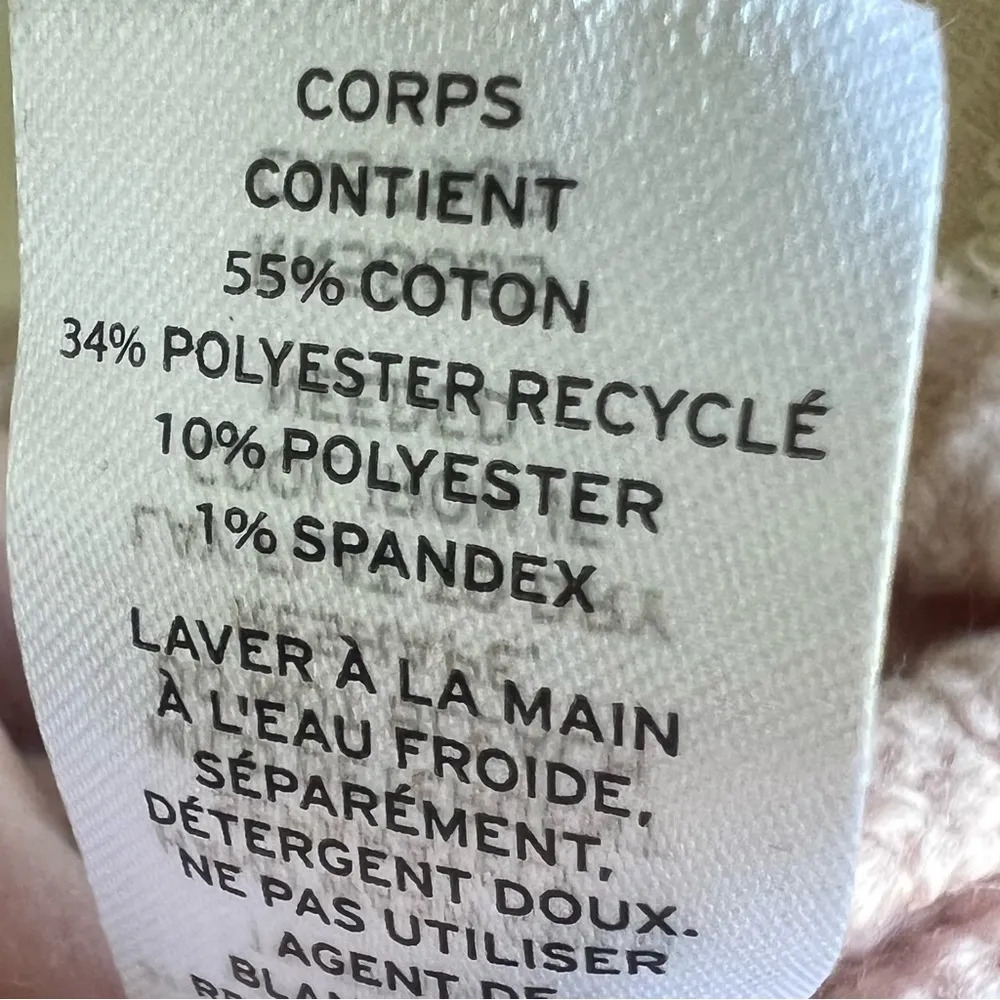 CORPS
CONTIENT
55% COTON
34% POLYESTER RECYCLÉ
10% POLYESTER
1% SPANDEX
LAVER À LA MAIN
À L'EAU FROIDE,
SÉPARÉMENT,
DÉTERGENT DOUX.
NE PAS UTILISER
AGENT DE